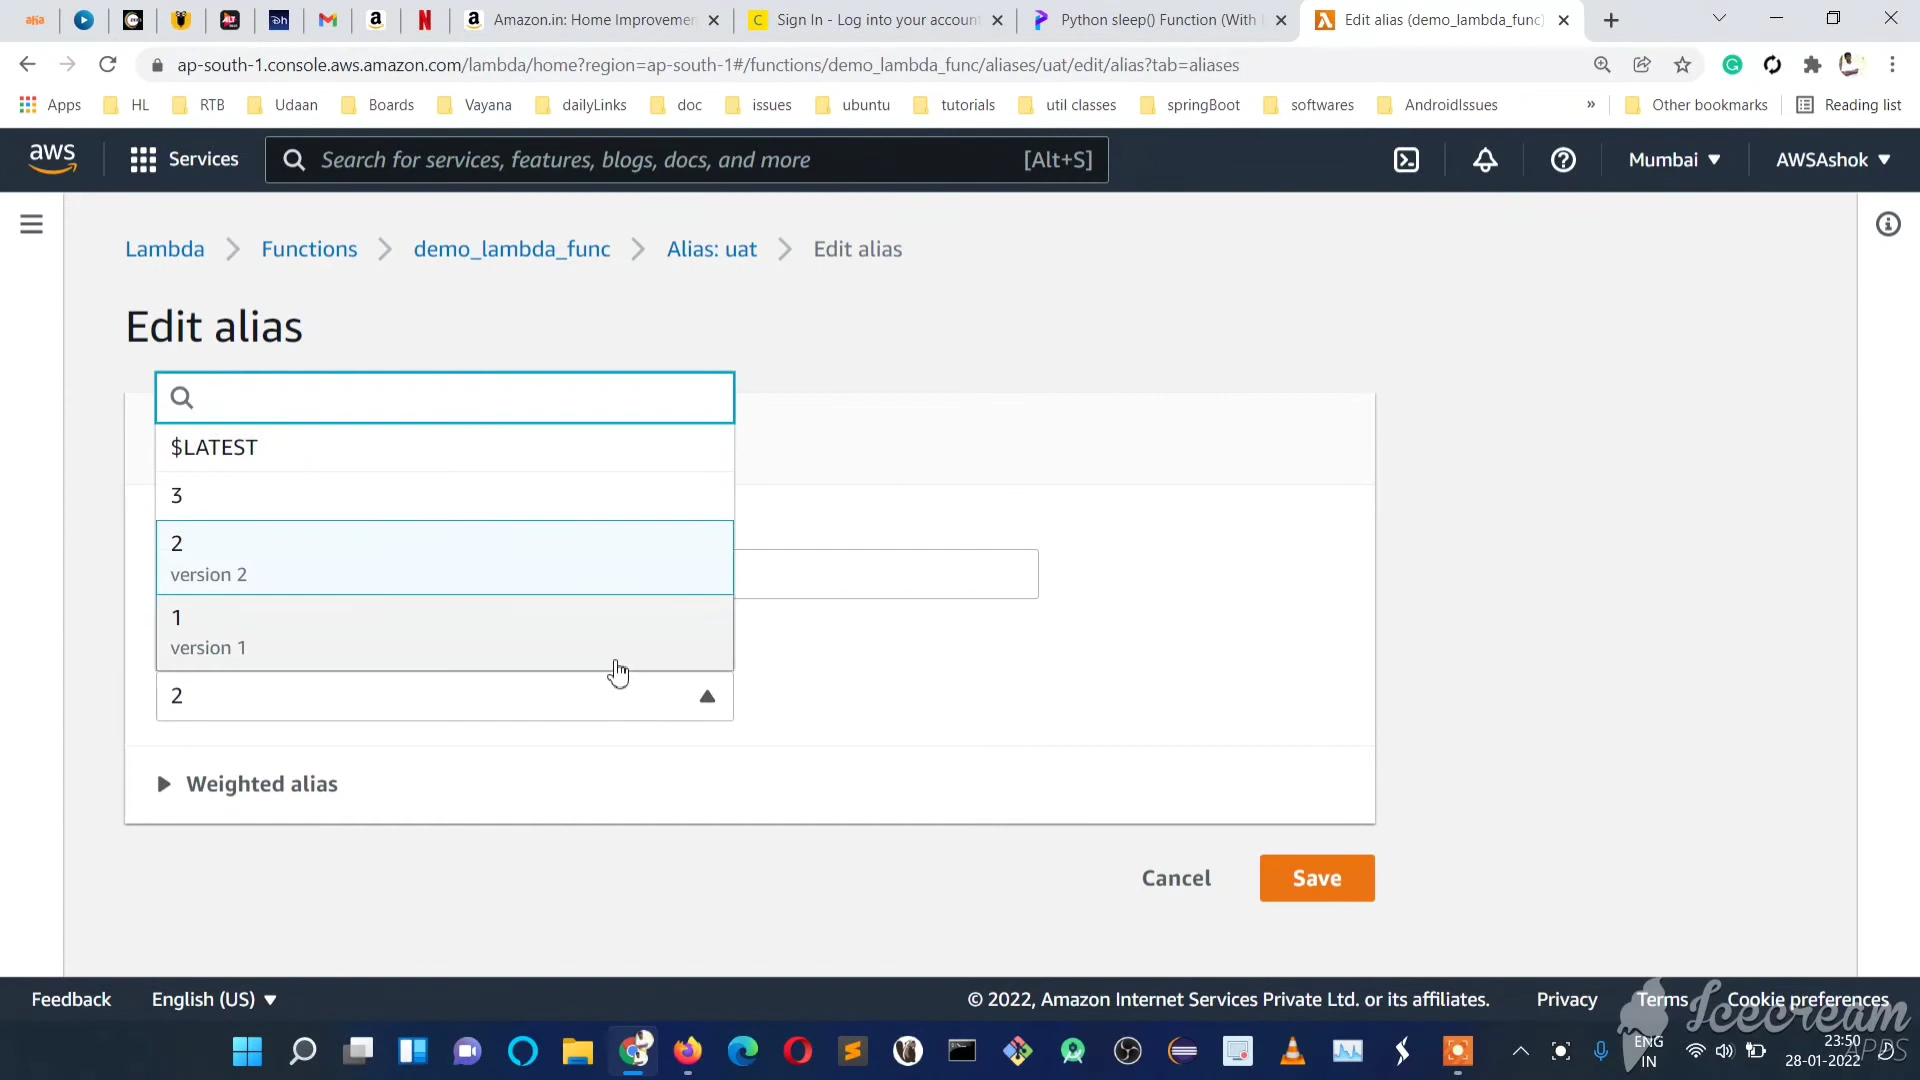 aha
ALT
Dh
Amazon.in: Home Improvemen
Sign In - Log into your accoun
Python sleep() Function (With
Edit alias (demo_lambda_func)
ap-south-1.console.aws.amazon.com/lambda/home?region=ap-south-1#/functions/demo_lambda_func/aliases/uat/edit/alias?tab=aliases
Apps HL RTB Udaan Boards Vayana dailyLinks doc issues ubuntu tutorials util classes springBoot softwares AndroidIssues » Other bookmarks Reading list
aws Services Search for services, features, blogs, docs, and more [Alt+S] Mumbai AWSAshok
Lambda Functions demo_lambda_func Alias: uat Edit alias
Edit alias
$LATEST
3
2
version 2
1
version 1
2
Weighted alias
Cancel Save
Feedback English (US) © 2022, Amazon Internet Services Private Ltd. or its affiliates. Privacy Terms Cookie preferences
Icecream
APPS
ENG
IN
23:50
28-01-2022